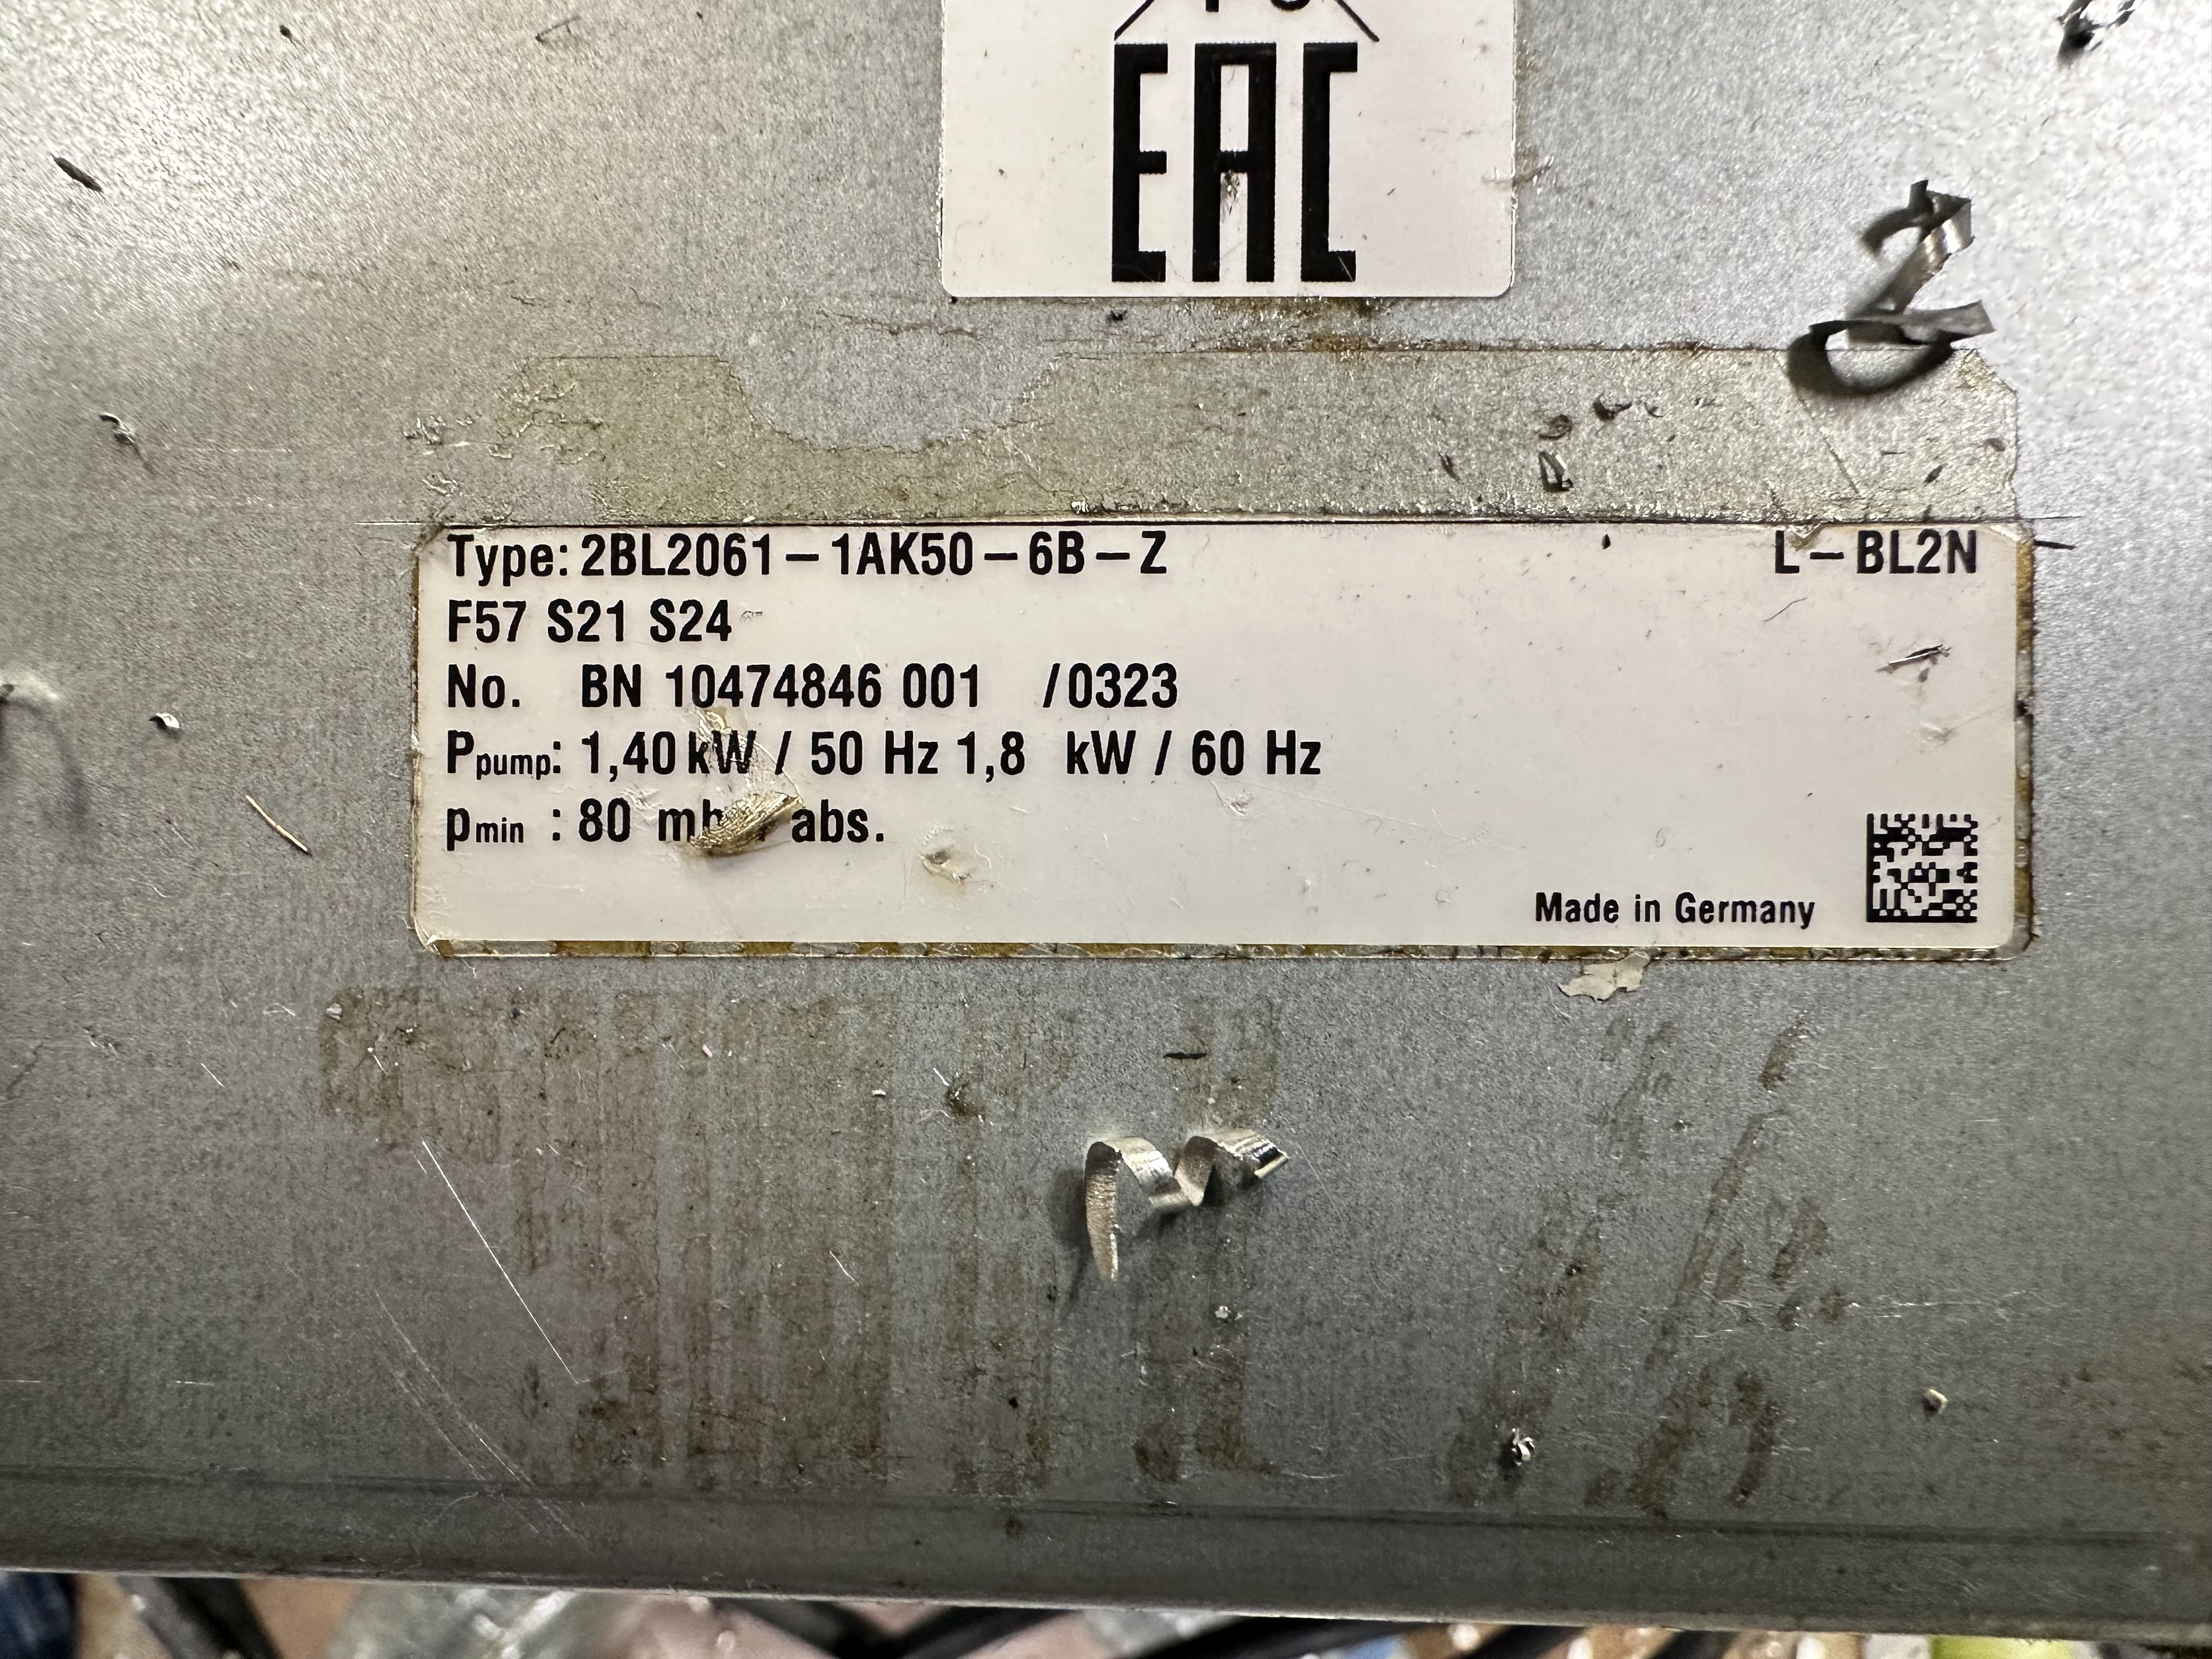 EAC
Type: 2BL2061-1AK50-6B-Z L-BL2N
F57 S21 S24
No. BN 10474846 001 /0323
Ppump: 1,40 kW / 50 Hz 1,8 kW / 60 Hz
pmin : 80 abs.
Made in Germany